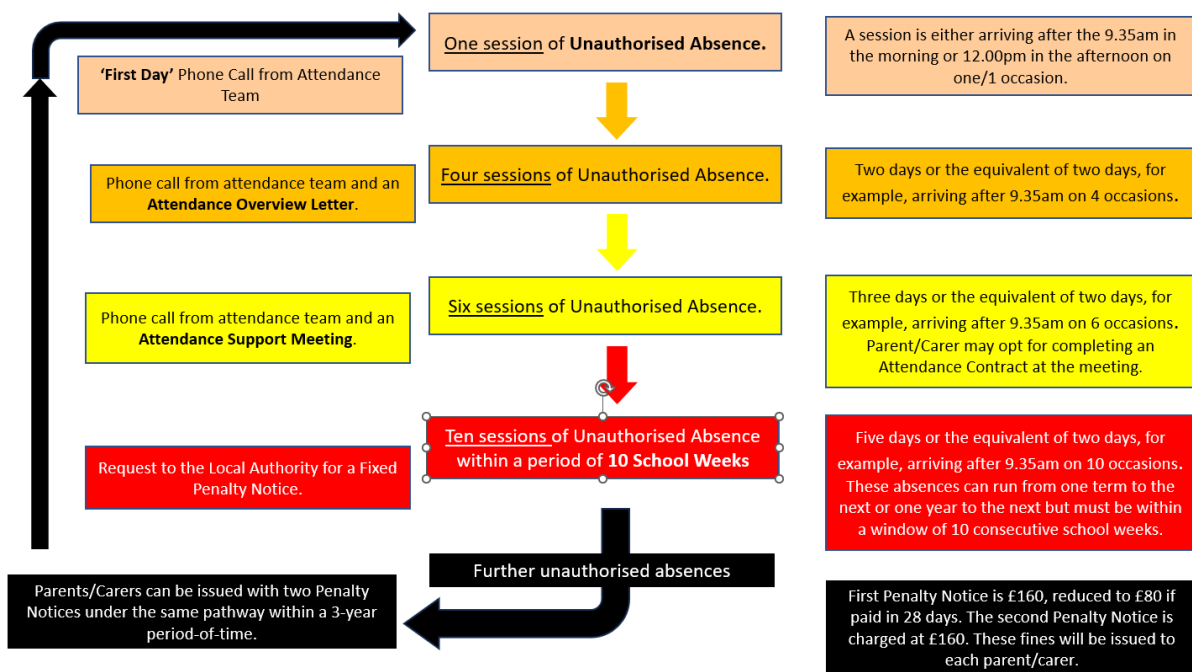 One session of Unauthorised Absence.
A session is either arriving after the 9.35am in
the morning or 12.00pm in the afternoon on
one/1 occasion.
‘First Day’ Phone Call from Attendance
Team
Four sessions of Unauthorised Absence.
Phone call from attendance team and an
Attendance Overview Letter.
Two days or the equivalent of two days, for
example, arriving after 9.35am on 4 occasions.
Six sessions of Unauthorised Absence.
Phone call from attendance team and an
Attendance Support Meeting.
Three days or the equivalent of two days, for
example, arriving after 9.35am on 6 occasions.
Parent/Carer may opt for completing an
Attendance Contract at the meeting.
Ten sessions of Unauthorised Absence
within a period of 10 School Weeks
Request to the Local Authority for a Fixed
Penalty Notice.
Five days or the equivalent of two days, for
example, arriving after 9.35am on 10 occasions.
These absences can run from one term to the
next or one year to the next but must be within
a window of 10 consecutive school weeks.
Further unauthorised absences
Parents/Carers can be issued with two Penalty
Notices under the same pathway within a 3-year
period-of-time.
First Penalty Notice is £160, reduced to £80 if
paid in 28 days. The second Penalty Notice is
charged at £160. These fines will be issued to
each parent/carer.